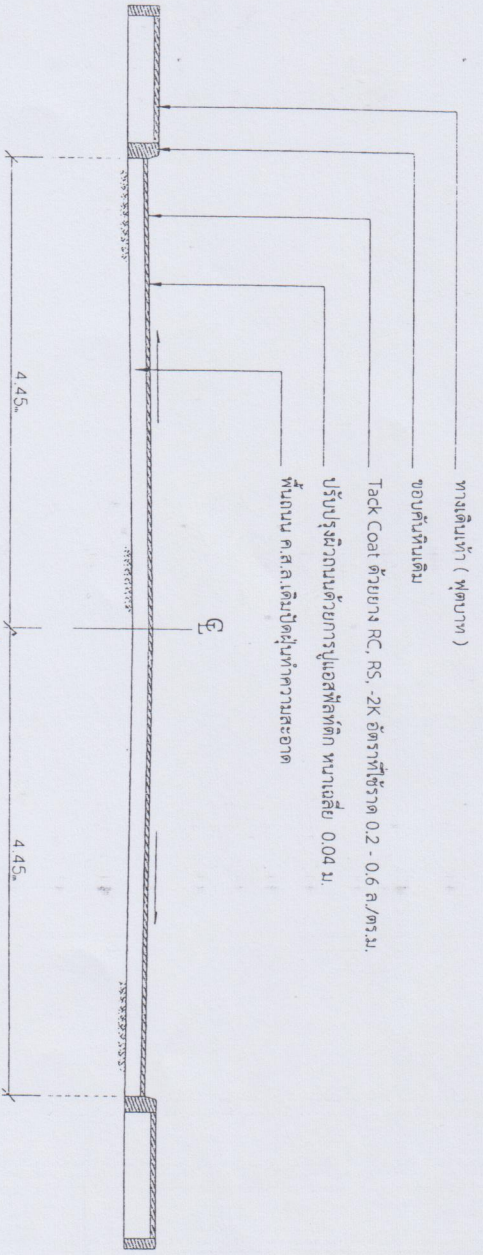 ทางเดินเท้า ( ฟุตบาท )
ขอบคันหินเดิม
Tack Coat ด้วยยาง RC, RS, -2K อัตราที่ใช้ราด 0.2 - 0.6 ล./ตร.ม.
ปรับปรุงผิวถนนด้วยการปูแอสฟัลท์ติก หนาเฉลี่ย 0.04 ม.
พื้นถนน ค.ส.ล.เดิมปัดฝุ่นทำความสะอาด
℄
4.45m
4.45m